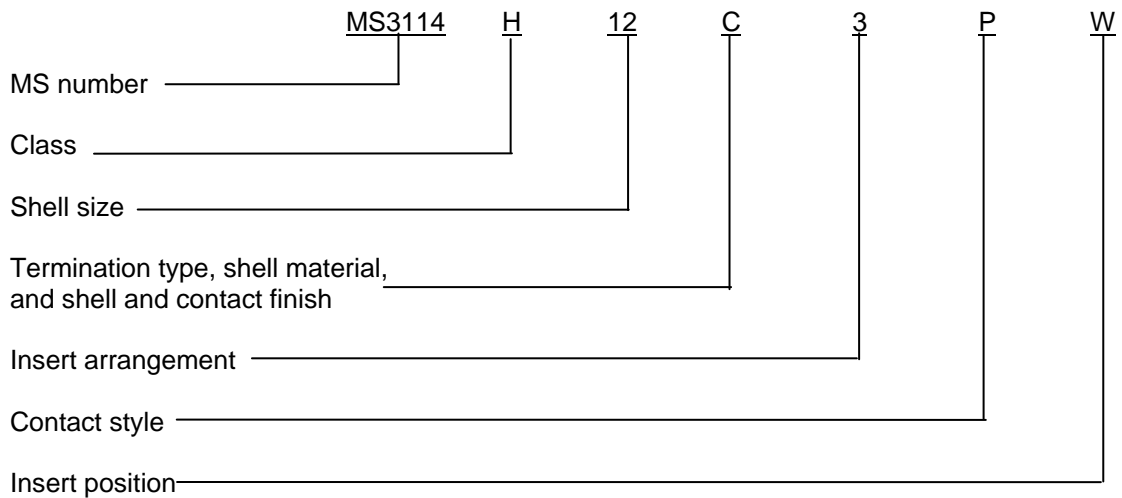 MS3114 H 12 C 3 P W
MS number
Class
Shell size
Termination type, shell material,
and shell and contact finish
Insert arrangement
Contact style
Insert position